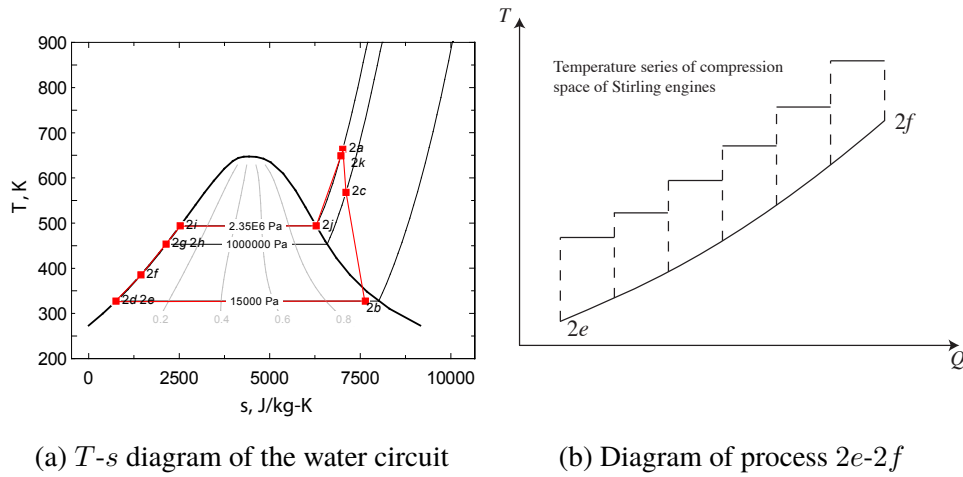 900
800
700
600
500
400
300
200
T, K
0
2500
5000
7500
10000
s, J/kg-K
2a
2k
2c
2i
2.35E6 Pa
2j
2g 2h
1000000 Pa
2f
2d 2e
15000 Pa
2b
0.2
0.4
0.6
0.8
(a) T-s diagram of the water circuit
T
Temperature series of compression
space of Stirling engines
2f
2e
Q
(b) Diagram of process 2e-2f